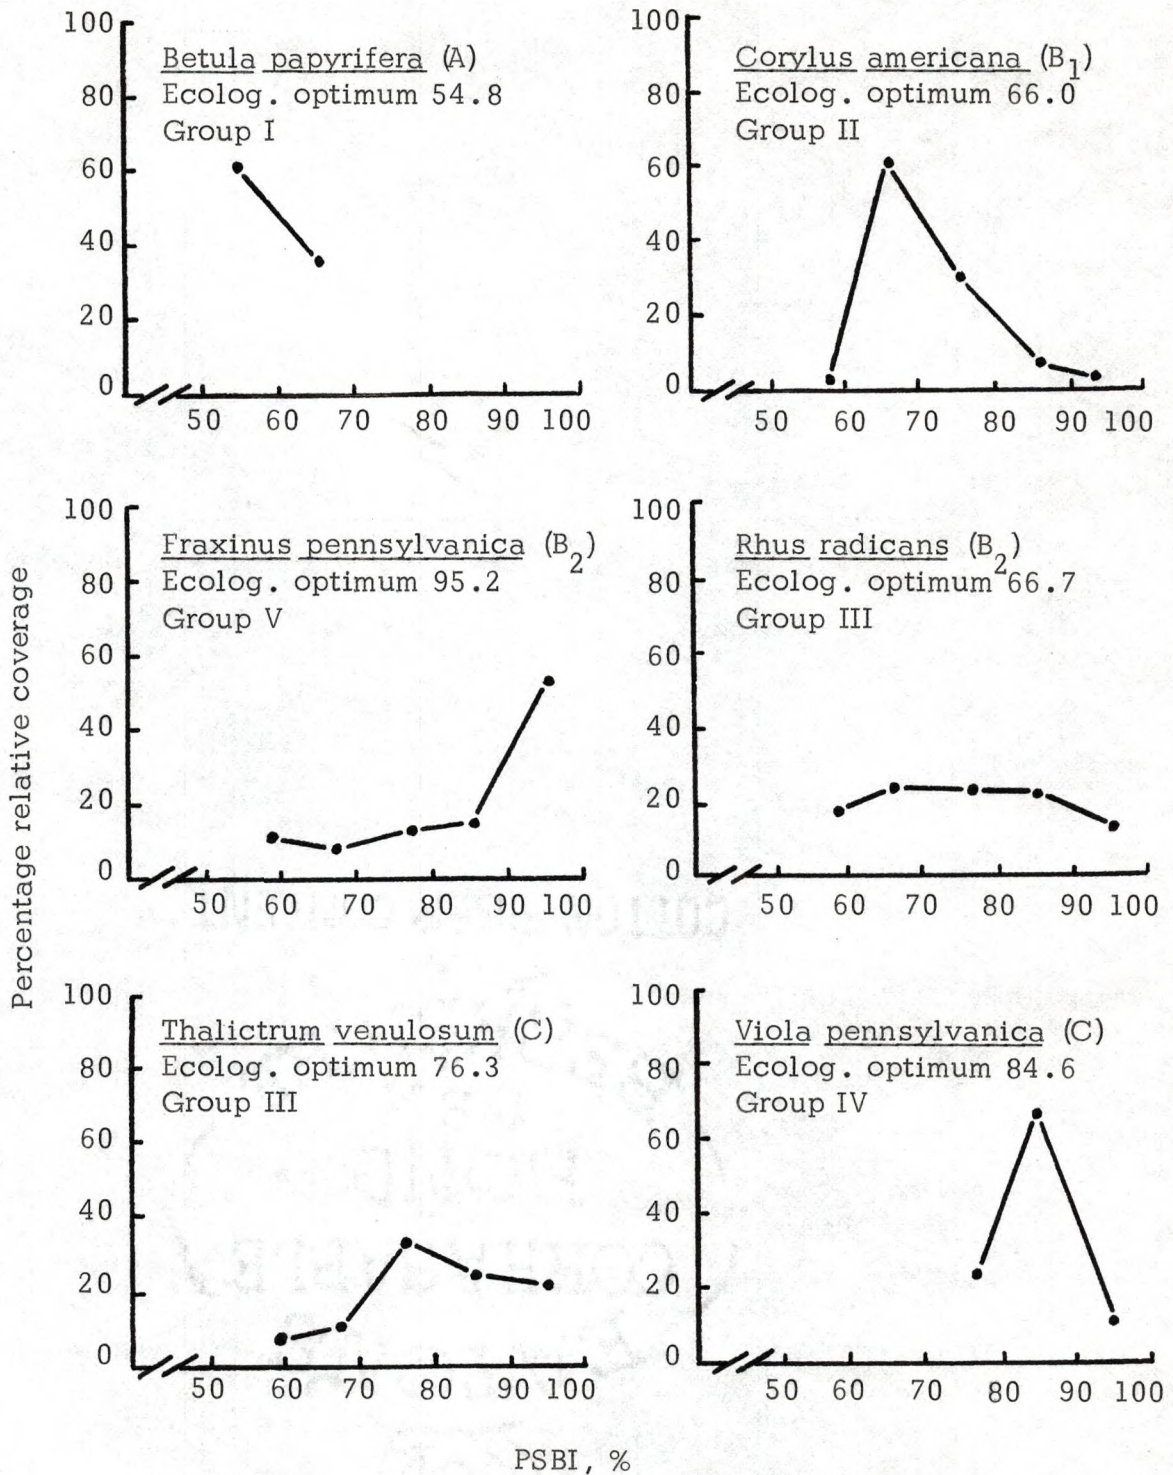 Betula papyrifera (A)
Ecolog. optimum 54.8
Group I
100
80
60
40
20
0
50 60 70 80 90 100
Corylus americana (B1)
Ecolog. optimum 66.0
Group II
100
80
60
40
20
0
50 60 70 80 90 100
Fraxinus pennsylvanica (B2)
Ecolog. optimum 95.2
Group V
100
80
60
40
20
0
50 60 70 80 90 100
Rhus radicans (B2)
Ecolog. optimum 66.7
Group III
100
80
60
40
20
0
50 60 70 80 90 100
Percentage relative coverage
Thalictrum venulosum (C)
Ecolog. optimum 76.3
Group III
100
80
60
40
20
0
50 60 70 80 90 100
Viola pennsylvanica (C)
Ecolog. optimum 84.6
Group IV
100
80
60
40
20
0
50 60 70 80 90 100
PSBI, %